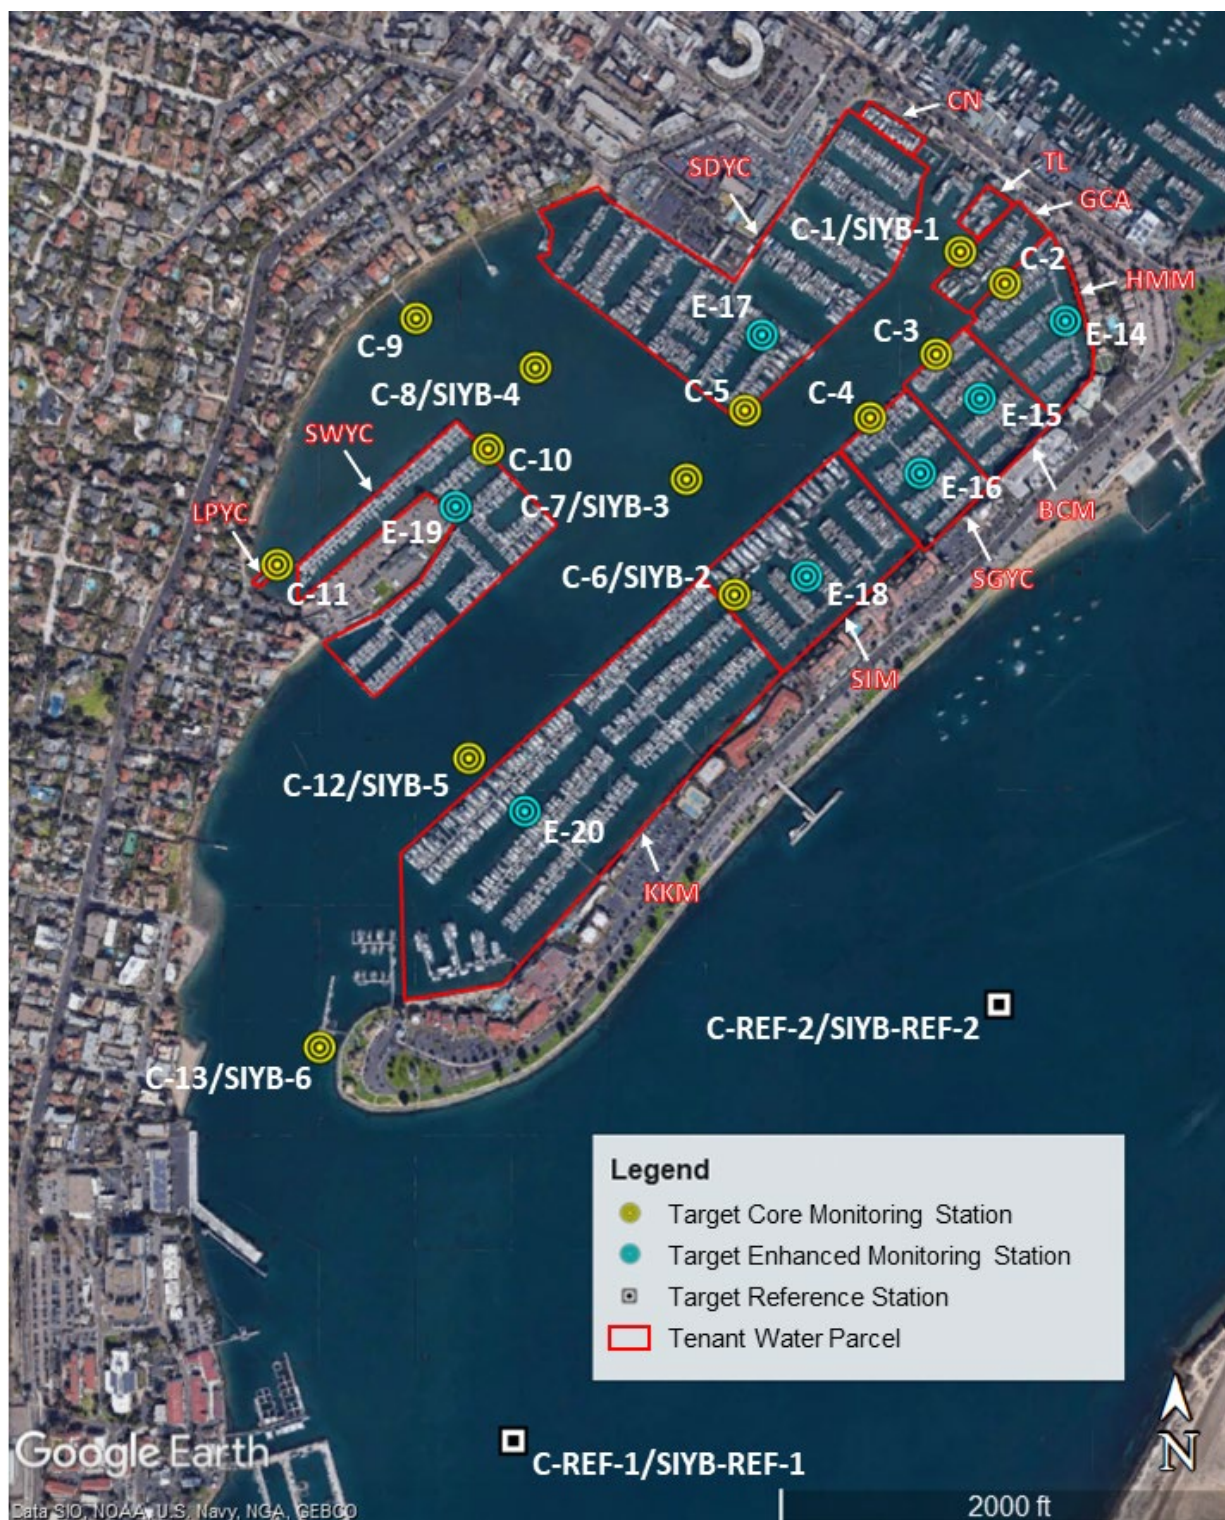 CN
SDYC
TL
GCA
C-1/SIYB-1
C-2
HMM
E-17
E-14
C-9
C-3
C-8/SIYB-4
C-5
C-4
E-15
SWYC
C-10
E-16
C-7/SIYB-3
BCM
LPYC
E-19
C-6/SIYB-2
SGYC
C-11
E-18
SIM
C-12/SIYB-5
E-20
KKM
C-REF-2/SIYB-REF-2
C-13/SIYB-6
Legend
Target Core Monitoring Station
Target Enhanced Monitoring Station
Target Reference Station
Tenant Water Parcel
N
Google Earth
C-REF-1/SIYB-REF-1
Data SIO, NOAA, U.S. Navy, NGA, GEBCO
2000 ft